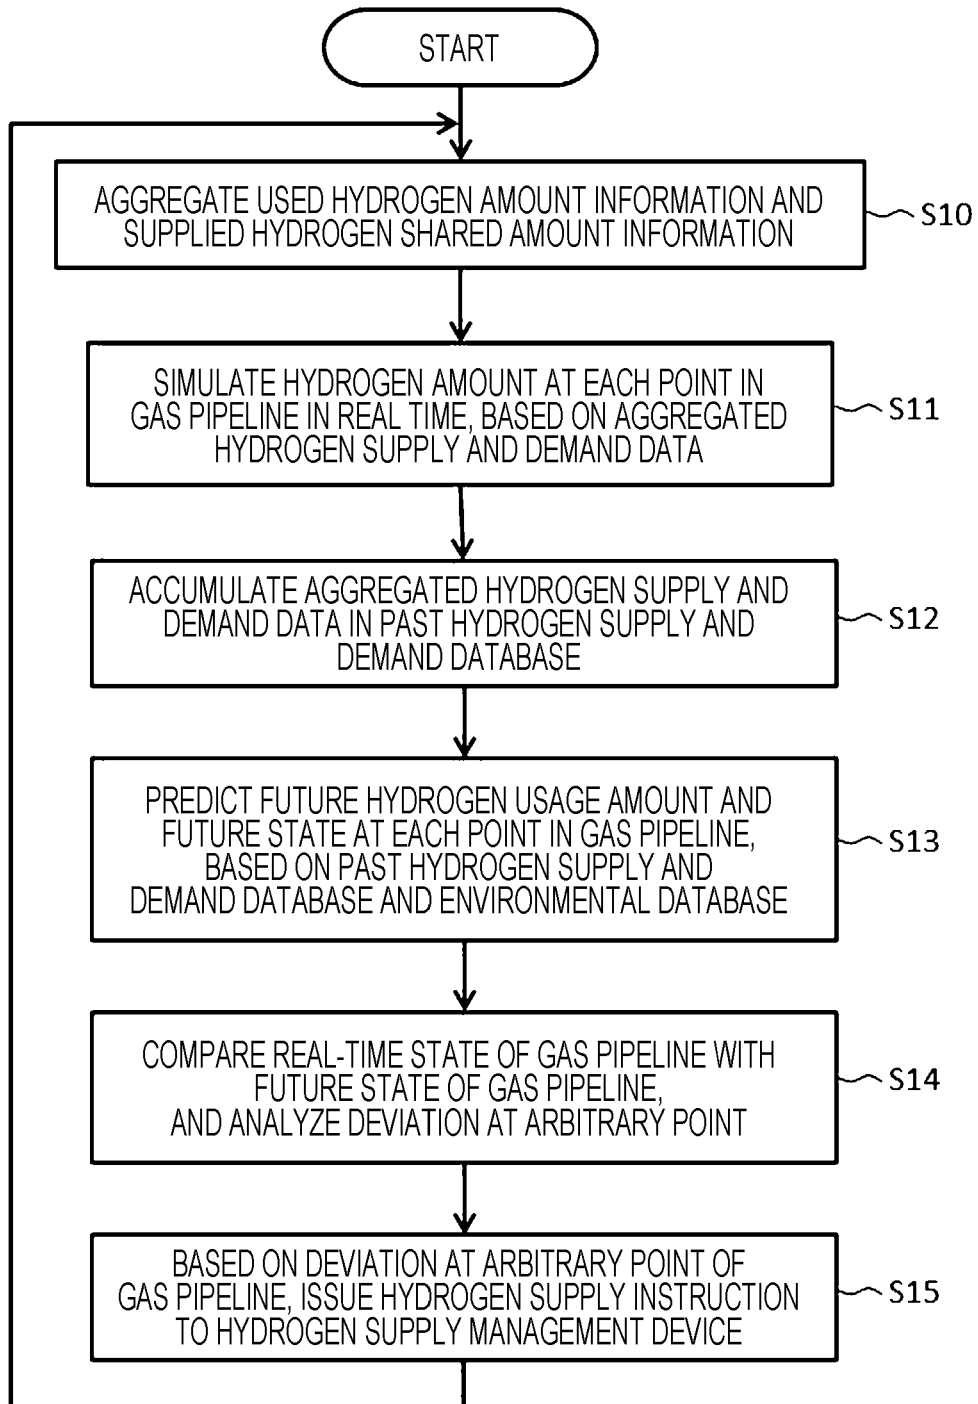 START
AGGREGATE USED HYDROGEN AMOUNT INFORMATION AND
SUPPLIED HYDROGEN SHARED AMOUNT INFORMATION
S10
SIMULATE HYDROGEN AMOUNT AT EACH POINT IN
GAS PIPELINE IN REAL TIME, BASED ON AGGREGATED
HYDROGEN SUPPLY AND DEMAND DATA
S11
ACCUMULATE AGGREGATED HYDROGEN SUPPLY AND
DEMAND DATA IN PAST HYDROGEN SUPPLY AND
DEMAND DATABASE
S12
PREDICT FUTURE HYDROGEN USAGE AMOUNT AND
FUTURE STATE AT EACH POINT IN GAS PIPELINE,
BASED ON PAST HYDROGEN SUPPLY AND
DEMAND DATABASE AND ENVIRONMENTAL DATABASE
S13
COMPARE REAL-TIME STATE OF GAS PIPELINE WITH
FUTURE STATE OF GAS PIPELINE,
AND ANALYZE DEVIATION AT ARBITRARY POINT
S14
BASED ON DEVIATION AT ARBITRARY POINT OF
GAS PIPELINE, ISSUE HYDROGEN SUPPLY INSTRUCTION
TO HYDROGEN SUPPLY MANAGEMENT DEVICE
S15